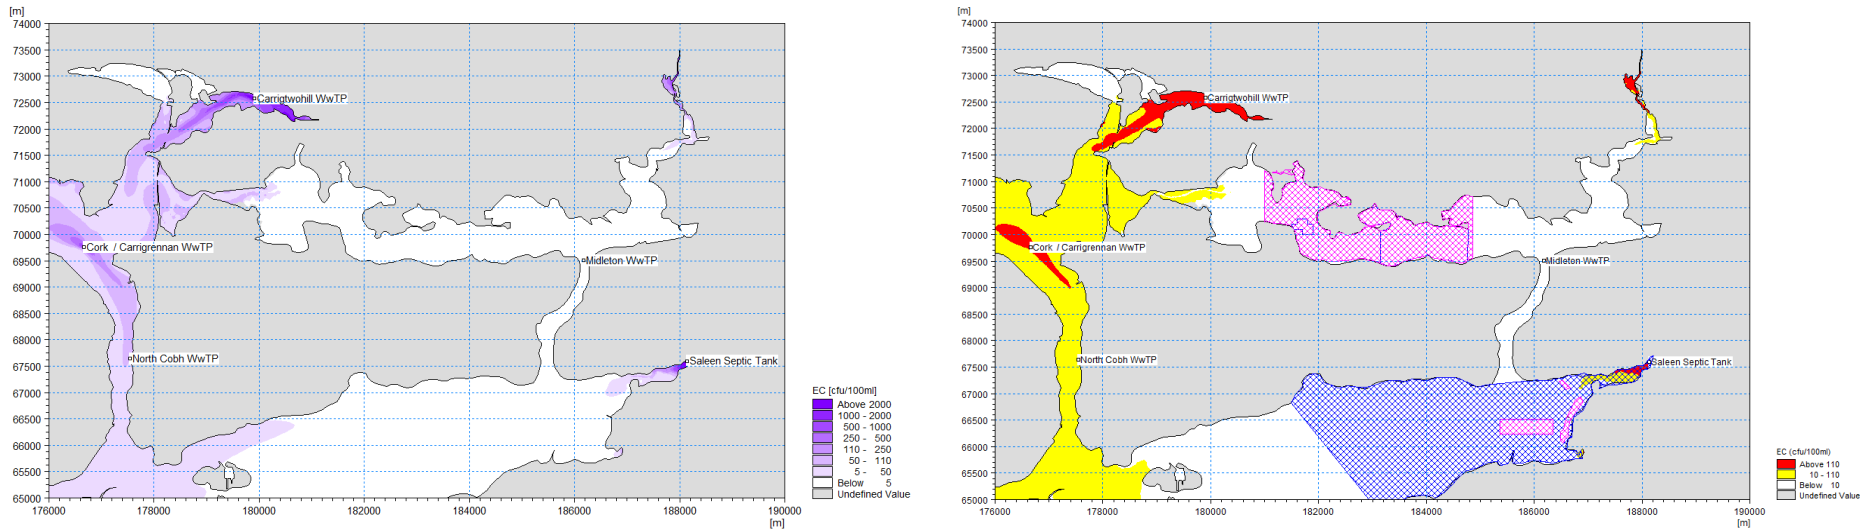 [m]
74000
73500
73000
72500
72000
71500
71000
70500
70000
69500
69000
68500
68000
67500
67000
66500
66000
65500
65000
176000 178000 180000 182000 184000 186000 188000 190000
[m]
Carrigtwohill WwTP
Cork / Carrigrennan WwTP
Midleton WwTP
North Cobh WwTP
Saleen Septic Tank
EC [cfu/100ml]
Above 2000
1000 - 2000
500 - 1000
250 - 500
110 - 250
50 - 110
5 - 50
Below 5
Undefined Value
[m]
74000
73500
73000
72500
72000
71500
71000
70500
70000
69500
69000
68500
68000
67500
67000
66500
66000
65500
65000
176000 178000 180000 182000 184000 186000 188000 190000
[m]
Carrigtwohill WwTP
Cork / Carrigrennan WwTP
Midleton WwTP
North Cobh WwTP
Saleen Septic Tank
EC (cfu/100ml)
Above 110
10 - 110
Below 10
Undefined Value